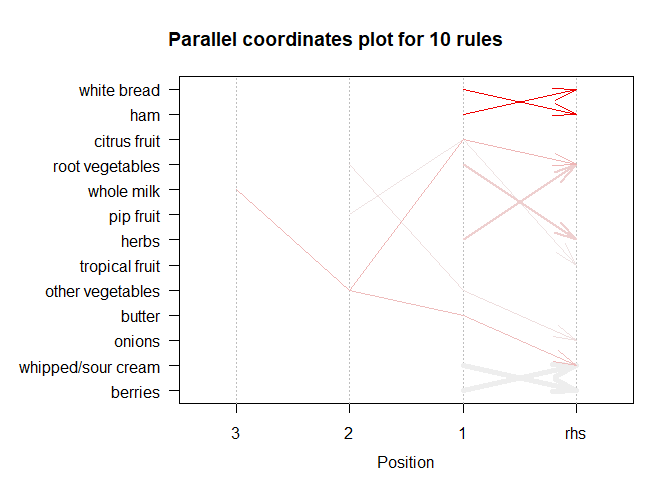 Parallel coordinates plot for 10 rules
white bread
ham
citrus fruit
root vegetables
whole milk
pip fruit
herbs
tropical fruit
other vegetables
butter
onions
whipped/sour cream
berries
3 2 1 rhs
Position